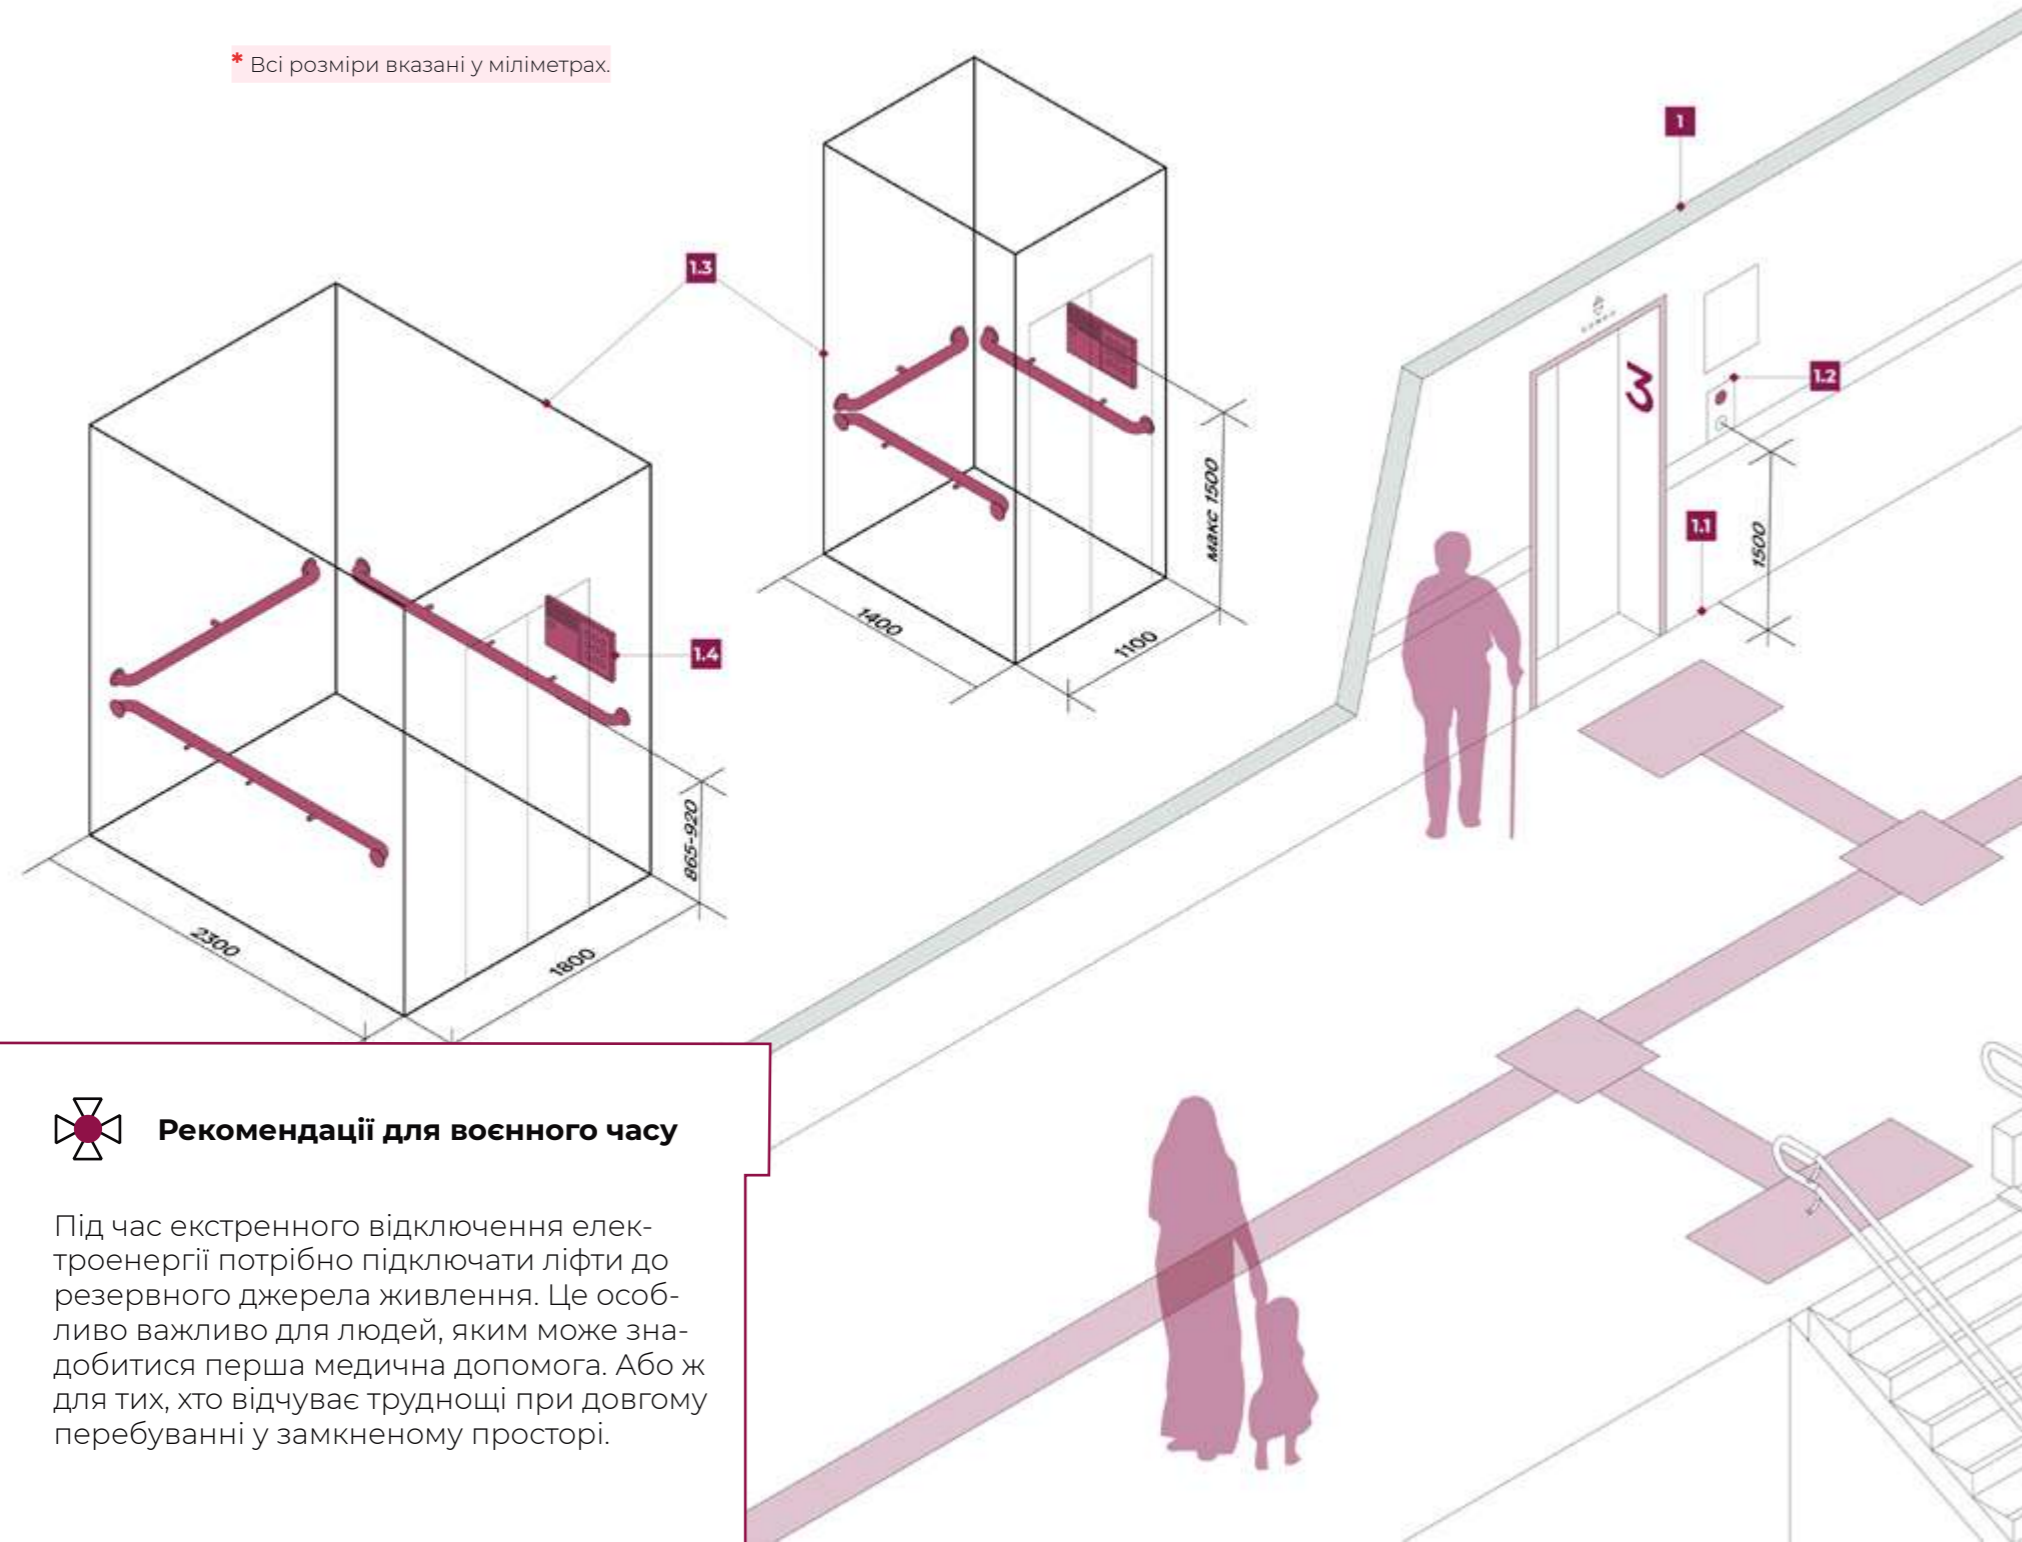 * Всі розміри вказані у міліметрах.
1
1.3
1.2
3
макс 1500
1.1
1500
1400
1100
1.4
865-920
2300
1800
Рекомендації для воєнного часу
Під час екстренного відключення елек-
троенергії потрібно підключати ліфти до
резервного джерела живлення. Це особ-
ливо важливо для людей, яким може зна-
добитися перша медична допомога. Або ж
для тих, хто відчуває труднощі при довгому
перебуванні у замкненому просторі.